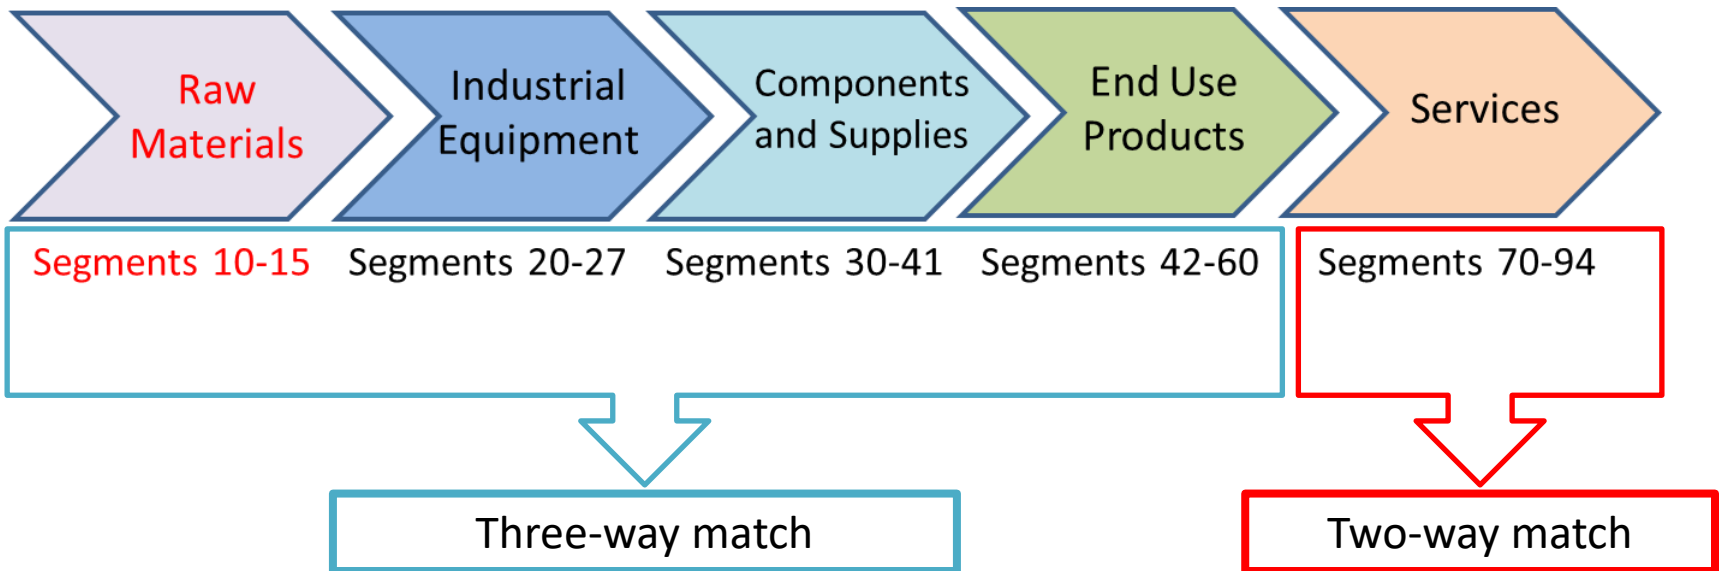 Raw
Materials
Industrial
Equipment
Components
and Supplies
End Use
Products
Services
Segments 10-15
Segments 20-27
Segments 30-41
Segments 42-60
Segments 70-94
Three-way match
Two-way match